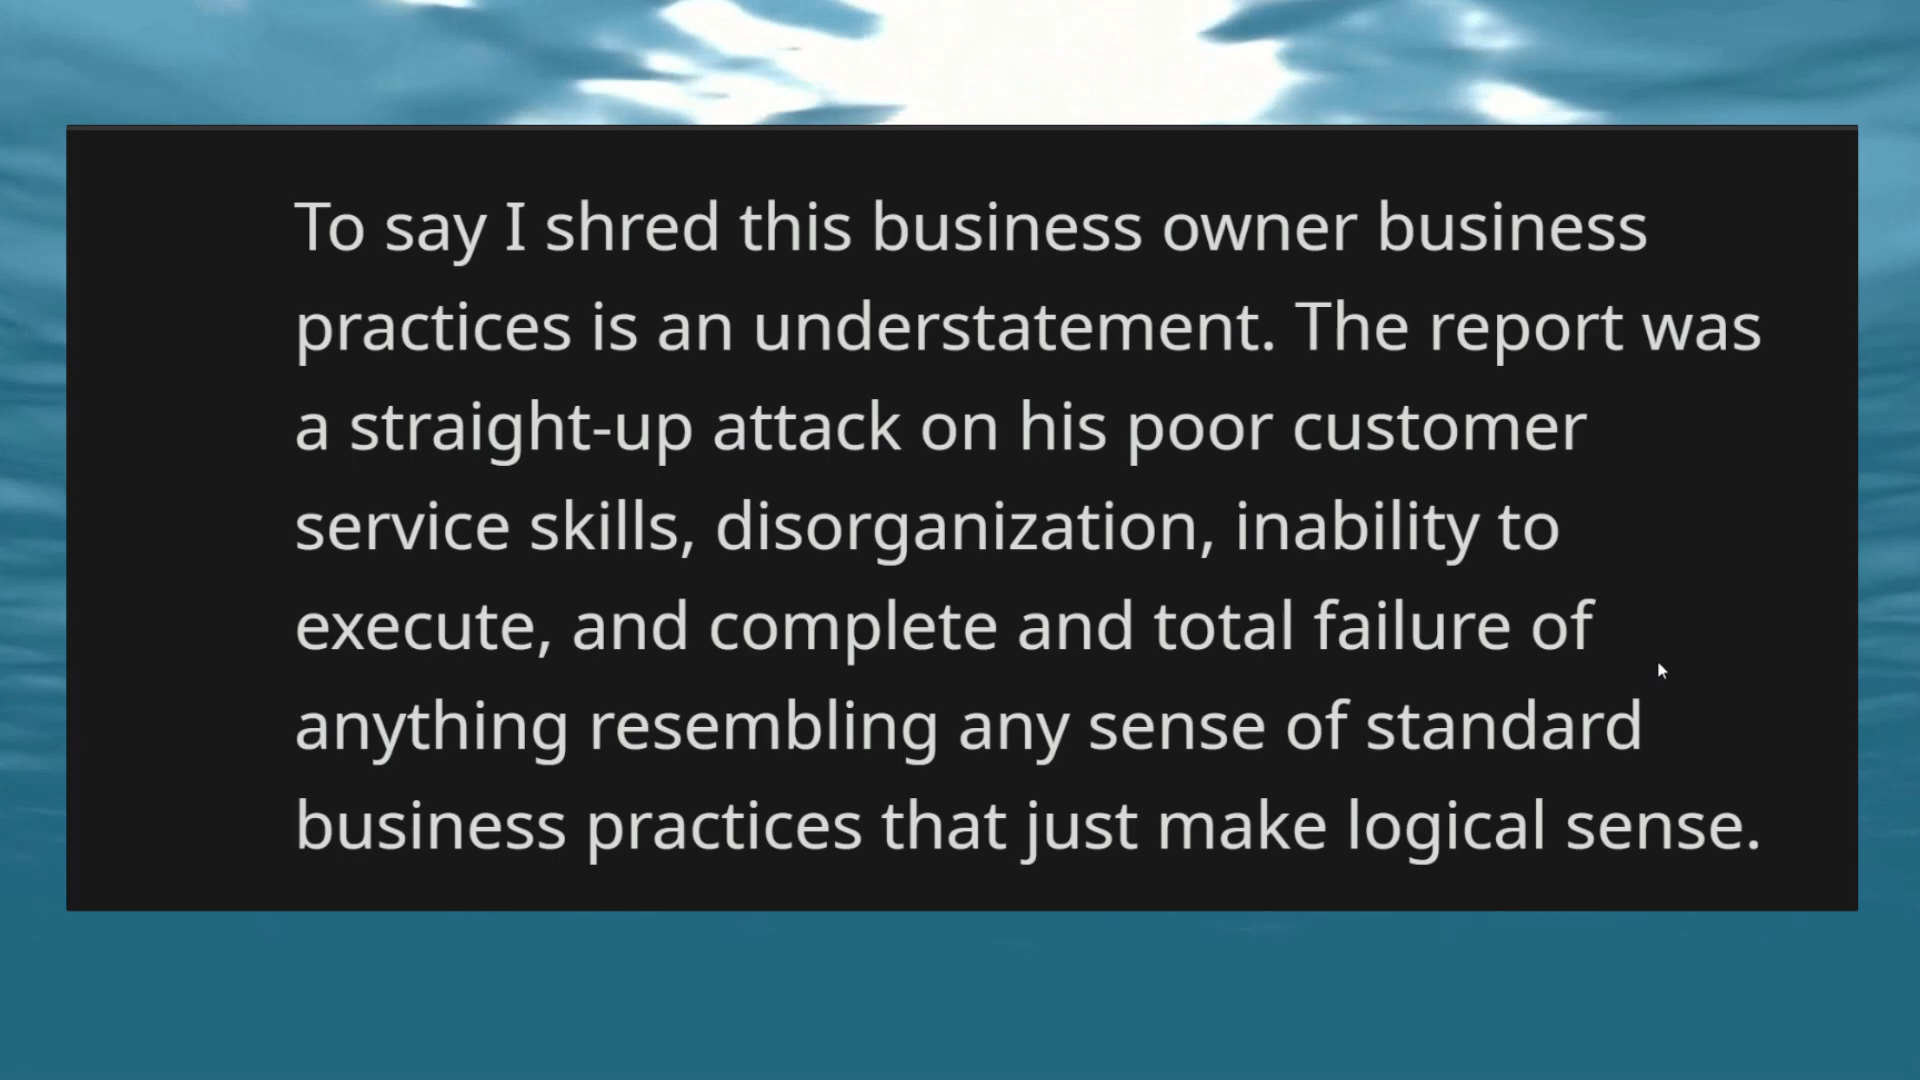 To say I shred this business owner business
practices is an understatement. The report was
a straight-up attack on his poor customer
service skills, disorganization, inability to
execute, and complete and total failure of
anything resembling any sense of standard
business practices that just make logical sense.